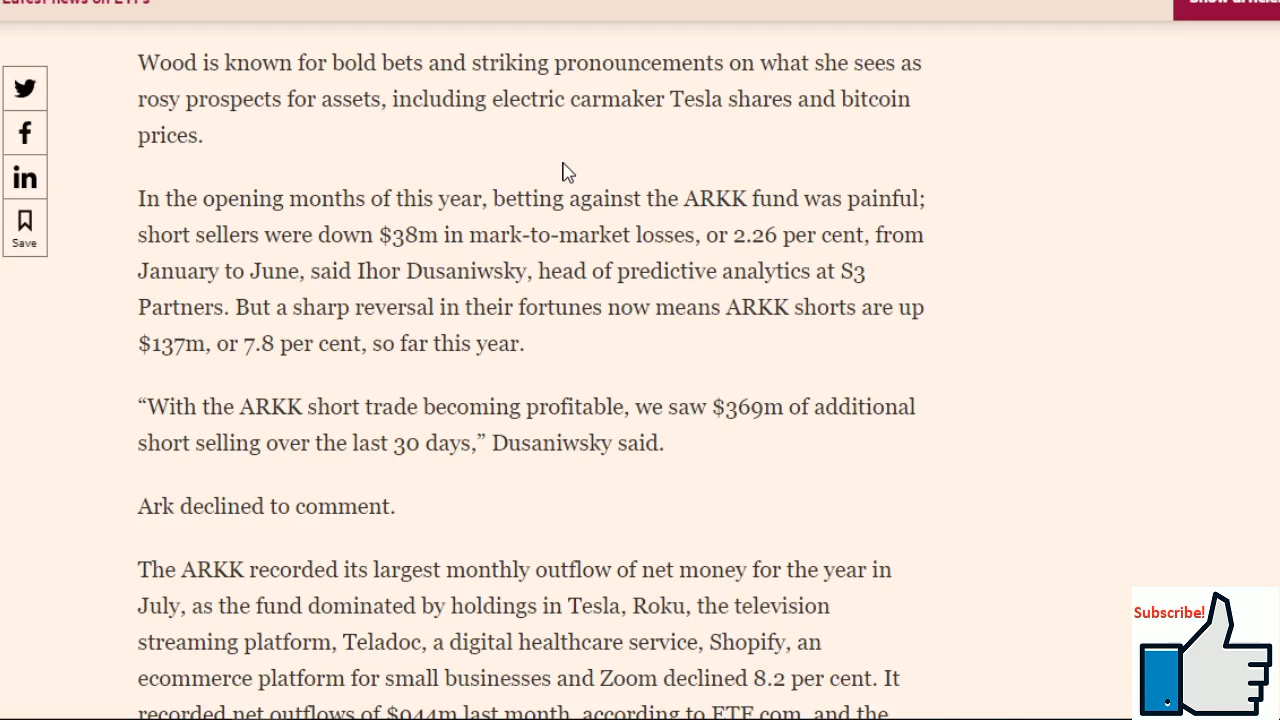 Latest news on ETFs
Show article
Wood is known for bold bets and striking pronouncements on what she sees as
rosy prospects for assets, including electric carmaker Tesla shares and bitcoin
prices.
In the opening months of this year, betting against the ARKK fund was painful;
short sellers were down $38m in mark-to-market losses, or 2.26 per cent, from
January to June, said Ihor Dusaniwsky, head of predictive analytics at S3
Partners. But a sharp reversal in their fortunes now means ARKK shorts are up
$137m, or 7.8 per cent, so far this year.
“With the ARKK short trade becoming profitable, we saw $369m of additional
short selling over the last 30 days,” Dusaniwsky said.
Ark declined to comment.
The ARKK recorded its largest monthly outflow of net money for the year in
July, as the fund dominated by holdings in Tesla, Roku, the television
streaming platform, Teladoc, a digital healthcare service, Shopify, an
ecommerce platform for small businesses and Zoom declined 8.2 per cent. It
recorded net outflows of $944m last month, according to ETF.com, and the
in
Save
Subscribe!